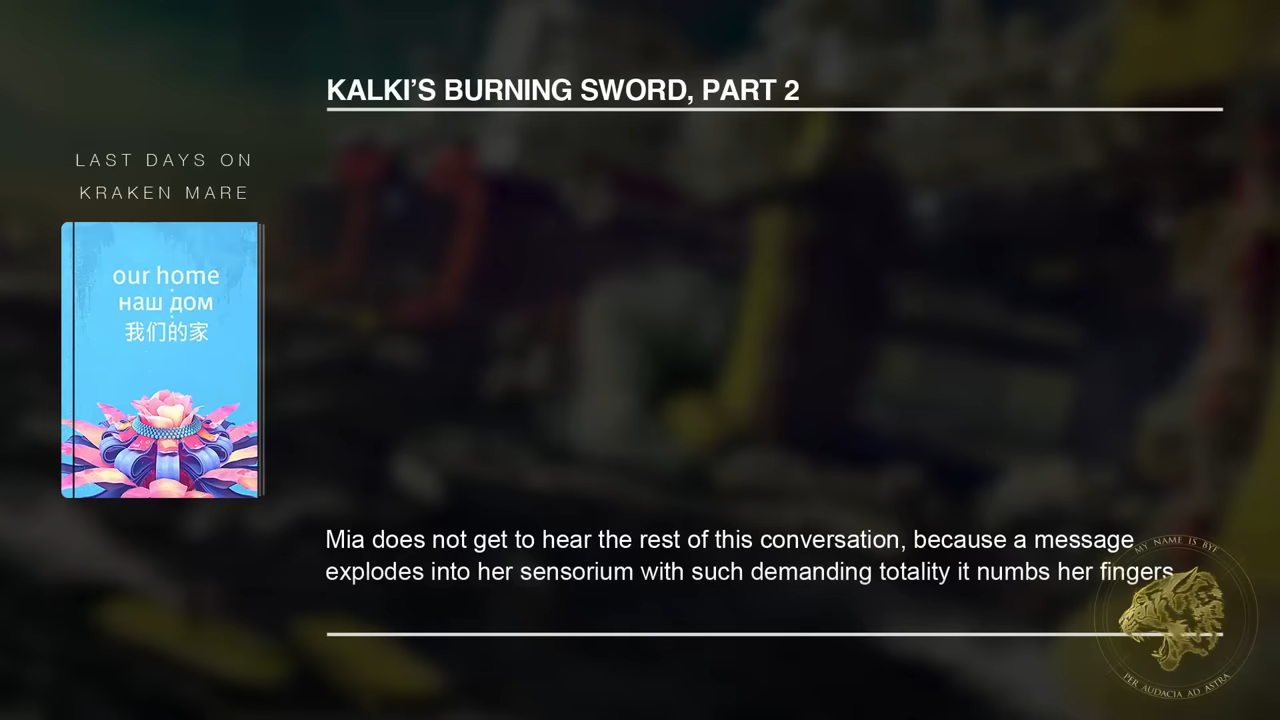 KALKI’S BURNING SWORD, PART 2
LAST DAYS ON
KRAKEN MARE
our home
наш дом
我们的家
Mia does not get to hear the rest of this conversation, because a message
explodes into her sensorium with such demanding totality it numbs her fingers.
MY NAME IS BYF
PER AUDACIA AD ASTRA